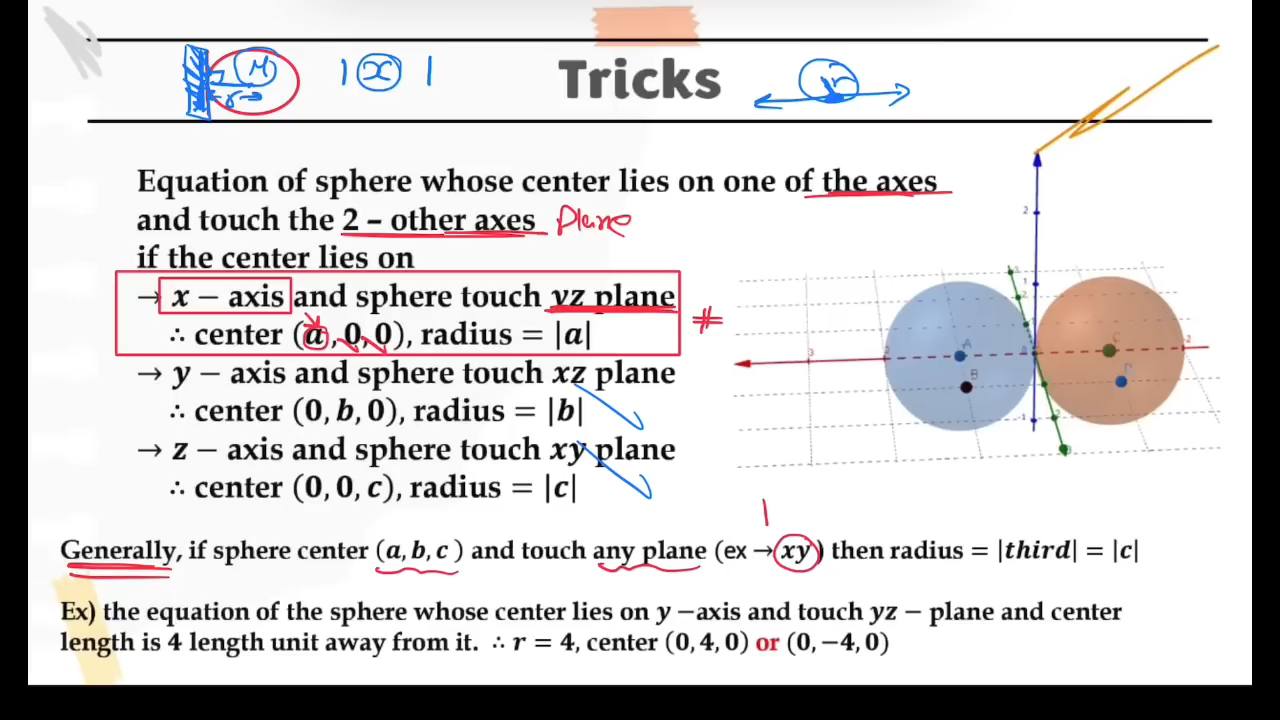 M |x| r
r
Tricks
Equation of sphere whose center lies on one of the axes
and touch the 2 – other axes Plane
if the center lies on
→ x – axis and sphere touch yz plane
∴ center (a, 0, 0), radius = |a|
→ y – axis and sphere touch xz plane
∴ center (0, b, 0), radius = |b|
→ z – axis and sphere touch xy plane
∴ center (0, 0, c), radius = |c|
Generally, if sphere center (a, b, c) and touch any plane (ex → xy) then radius = |third| = |c|
Ex) the equation of the sphere whose center lies on y –axis and touch yz – plane and center
length is 4 length unit away from it. ∴ r = 4, center (0, 4, 0) or (0, −4, 0)
2
1
A
C
3
2
-2
B